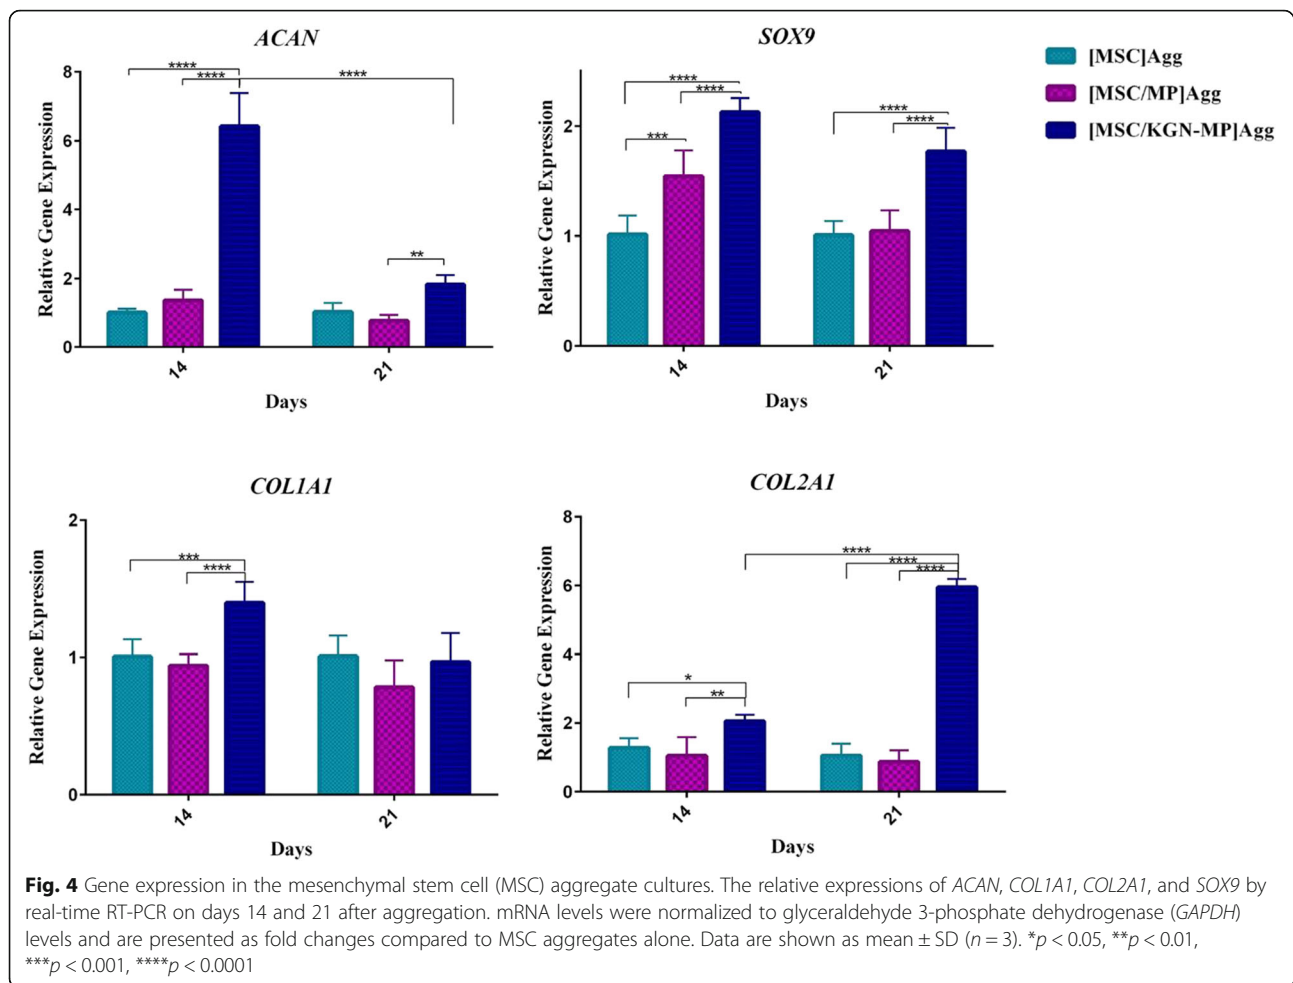 ACAN
**** **** ****
**
8
6
4
2
0
Relative Gene Expression
14
21
Days
SOX9
****
****
***
****
****
2
1
0
Relative Gene Expression
14
21
Days
[MSC]Agg
[MSC/MP]Agg
[MSC/KGN-MP]Agg
COL1A1
***
****
2
1
0
Relative Gene Expression
14
21
Days
COL2A1
****
****
****
*
**
8
6
4
2
0
Relative Gene Expression
14
21
Days
Fig. 4 Gene expression in the mesenchymal stem cell (MSC) aggregate cultures. The relative expressions of ACAN, COL1A1, COL2A1, and SOX9 by
real-time RT-PCR on days 14 and 21 after aggregation. mRNA levels were normalized to glyceraldehyde 3-phosphate dehydrogenase (GAPDH)
levels and are presented as fold changes compared to MSC aggregates alone. Data are shown as mean ± SD (n = 3). *p < 0.05, **p < 0.01,
***p < 0.001, ****p < 0.0001